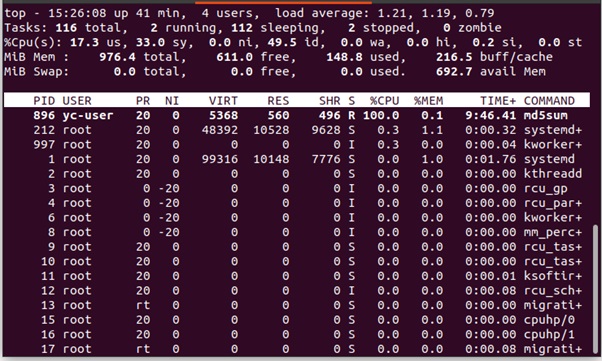 top - 15:26:08 up 41 min,  4 users,  load average: 1.21, 1.19, 0.79
Tasks: 116 total,   2 running, 112 sleeping,   2 stopped,   0 zombie
%Cpu(s): 17.3 us, 33.0 sy,  0.0 ni, 49.5 id,  0.0 wa,  0.0 hi,  0.2 si,  0.0 st
MiB Mem :    976.4 total,    611.0 free,    148.8 used,    216.5 buff/cache
MiB Swap:      0.0 total,      0.0 free,      0.0 used.    692.7 avail Mem
PID USER      PR  NI    VIRT    RES    SHR S  %CPU  %MEM     TIME+ COMMAND
896 yc-user   20   0    5368    560    496 R 100.0   0.1   9:46.41 md5sum
212 root      20   0   48392  10528   9628 S   0.3   1.1   0:00.32 systemd+
997 root      20   0       0      0      0 I   0.3   0.0   0:00.04 kworker+
1 root      20   0   99316  10148   7776 S   0.0   1.0   0:01.76 systemd
2 root      20   0       0      0      0 S   0.0   0.0   0:00.00 kthreadd
3 root       0 -20       0      0      0 I   0.0   0.0   0:00.00 rcu_gp
4 root       0 -20       0      0      0 I   0.0   0.0   0:00.00 rcu_par+
6 root       0 -20       0      0      0 I   0.0   0.0   0:00.00 kworker+
8 root       0 -20       0      0      0 I   0.0   0.0   0:00.00 mm_perc+
9 root      20   0       0      0      0 S   0.0   0.0   0:00.00 rcu_tas+
10 root      20   0       0      0      0 S   0.0   0.0   0:00.00 rcu_tas+
11 root      20   0       0      0      0 S   0.0   0.0   0:00.01 ksoftir+
12 root      20   0       0      0      0 I   0.0   0.0   0:00.08 rcu_sch+
13 root      rt   0       0      0      0 S   0.0   0.0   0:00.00 migrati+
15 root      20   0       0      0      0 S   0.0   0.0   0:00.00 cpuhp/0
16 root      20   0       0      0      0 S   0.0   0.0   0:00.00 cpuhp/1
17 root      rt   0       0      0      0 S   0.0   0.0   0:00.08 migrati+